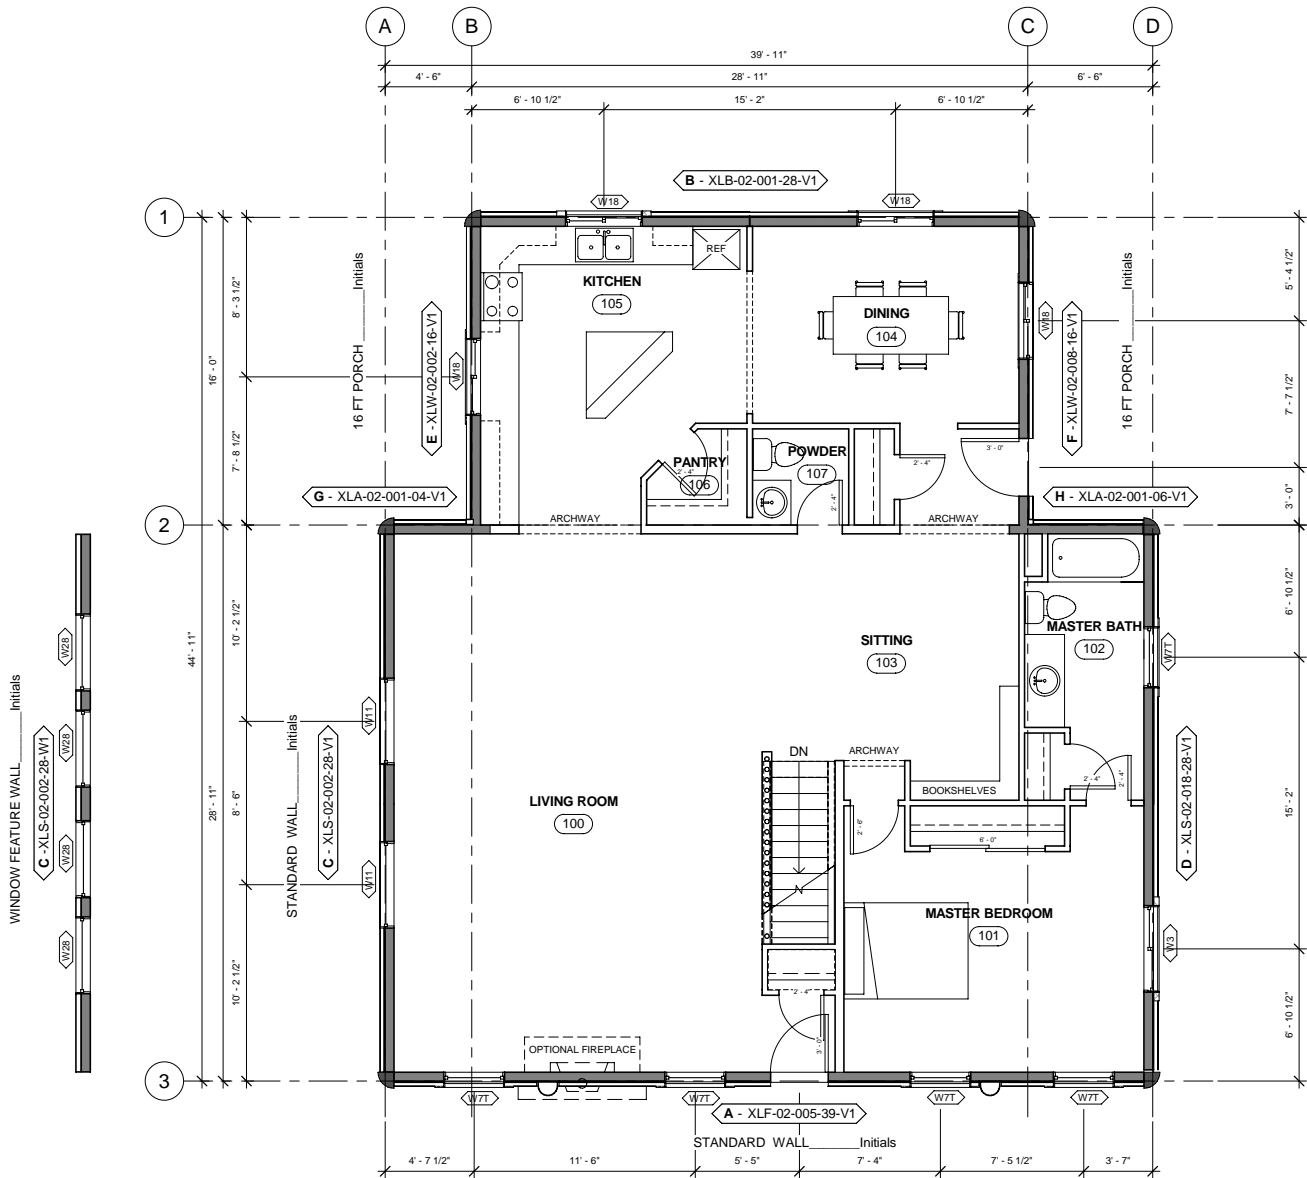 A
B
C
D
39' - 11"
4' - 6"
28' - 11"
6' - 6"
6' - 10 1/2"
15' - 2"
6' - 10 1/2"
B - XLB-02-001-28-V1
W18
W18
1
REF
KITCHEN
105
DINING
104
W18
W18
16 FT PORCH ______Initials
E - XLW-02-002-16-V1
F - XLW-02-008-16-V1
16 FT PORCH ______Initials
8' - 3 1/2"
16' - 0"
7' - 8 1/2"
5' - 4 1/2"
7' - 7 1/2"
3' - 0"
PANTRY
2' - 4"
106
POWDER
107
2' - 4"
2' - 4"
3' - 0"
G - XLA-02-001-04-V1
H - XLA-02-001-06-V1
2
ARCHWAY
ARCHWAY
10' - 2 1/2"
44' - 11"
28' - 11"
8' - 6"
10' - 2 1/2"
6' - 10 1/2"
15' - 2"
6' - 10 1/2"
MASTER BATH
102
W7T
SITTING
103
WINDOW FEATURE WALL_____Initials
C -XLS-02-002-28-W1
W28
W28
W28
W28
STANDARD WALL______Initials
C - XLS-02-002-28-V1
W11
W11
DN
ARCHWAY
BOOKSHELVES
2' - 4"
2' - 4"
D - XLS-02-018-28-V1
LIVING ROOM
100
2' - 6"
6' - 0"
MASTER BEDROOM
101
W3
N
2' - 4"
3' - 0"
OPTIONAL FIREPLACE
3
W7T
W7T
W7T
W7T
A - XLF-02-005-39-V1
STANDARD WALL_______Initials
4' - 7 1/2"
11' - 6"
5' - 5"
7' - 4"
7' - 5 1/2"
3' - 7"